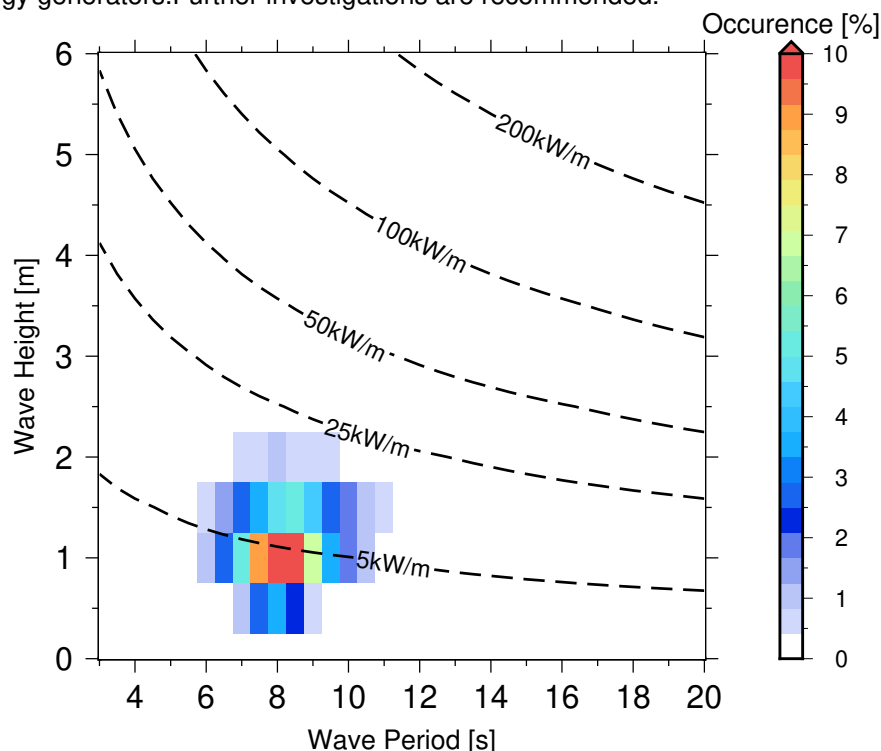 gy generators.Further investigations are recommended.
Occurence [%]
6
5
4
3
2
1
0
Wave Height [m]
200kW/m
100kW/m
50kW/m
25kW/m
5kW/m
4 6 8 10 12 14 16 18 20
Wave Period [s]
10
9
8
7
6
5
4
3
2
1
0